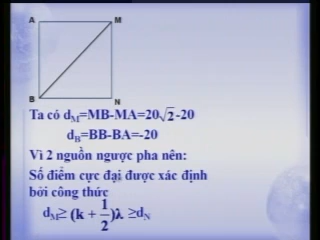 A M
B N
Ta có d_M=MB-MA=20√2-20
d_B=BB-BA=-20
Vì 2 nguồn ngược pha nên:
Số điểm cực đại được xác định
bởi công thức
d_M≥(k + 1/2)λ ≥d_N